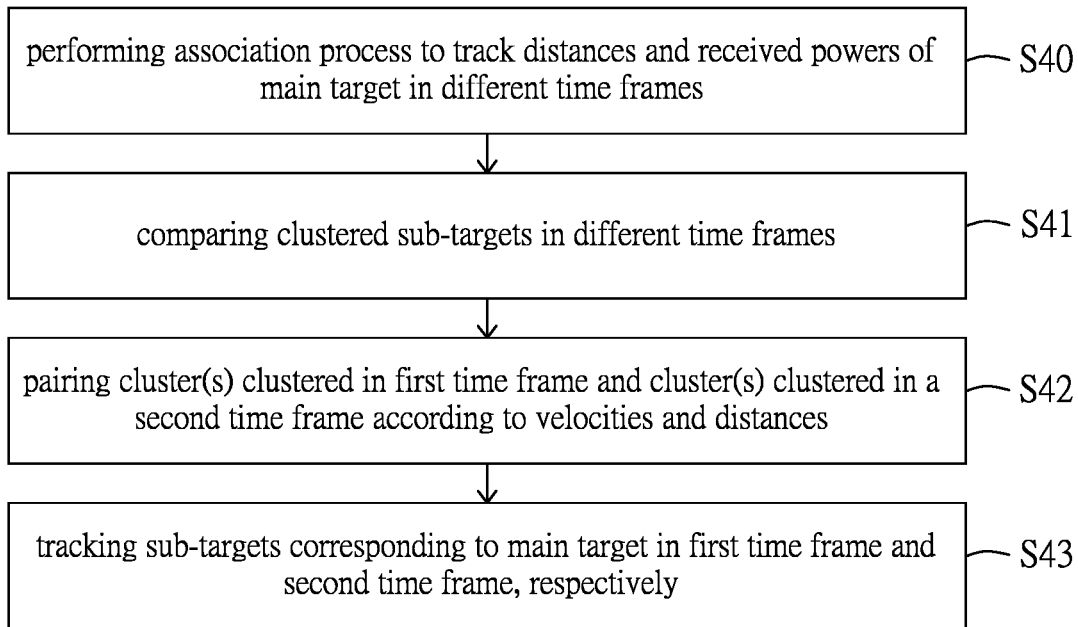 performing association process to track distances and received powers of
main target in different time frames
S40
comparing clustered sub-targets in different time frames
S41
pairing cluster(s) clustered in first time frame and cluster(s) clustered in a
second time frame according to velocities and distances
S42
tracking sub-targets corresponding to main target in first time frame and
second time frame, respectively
S43